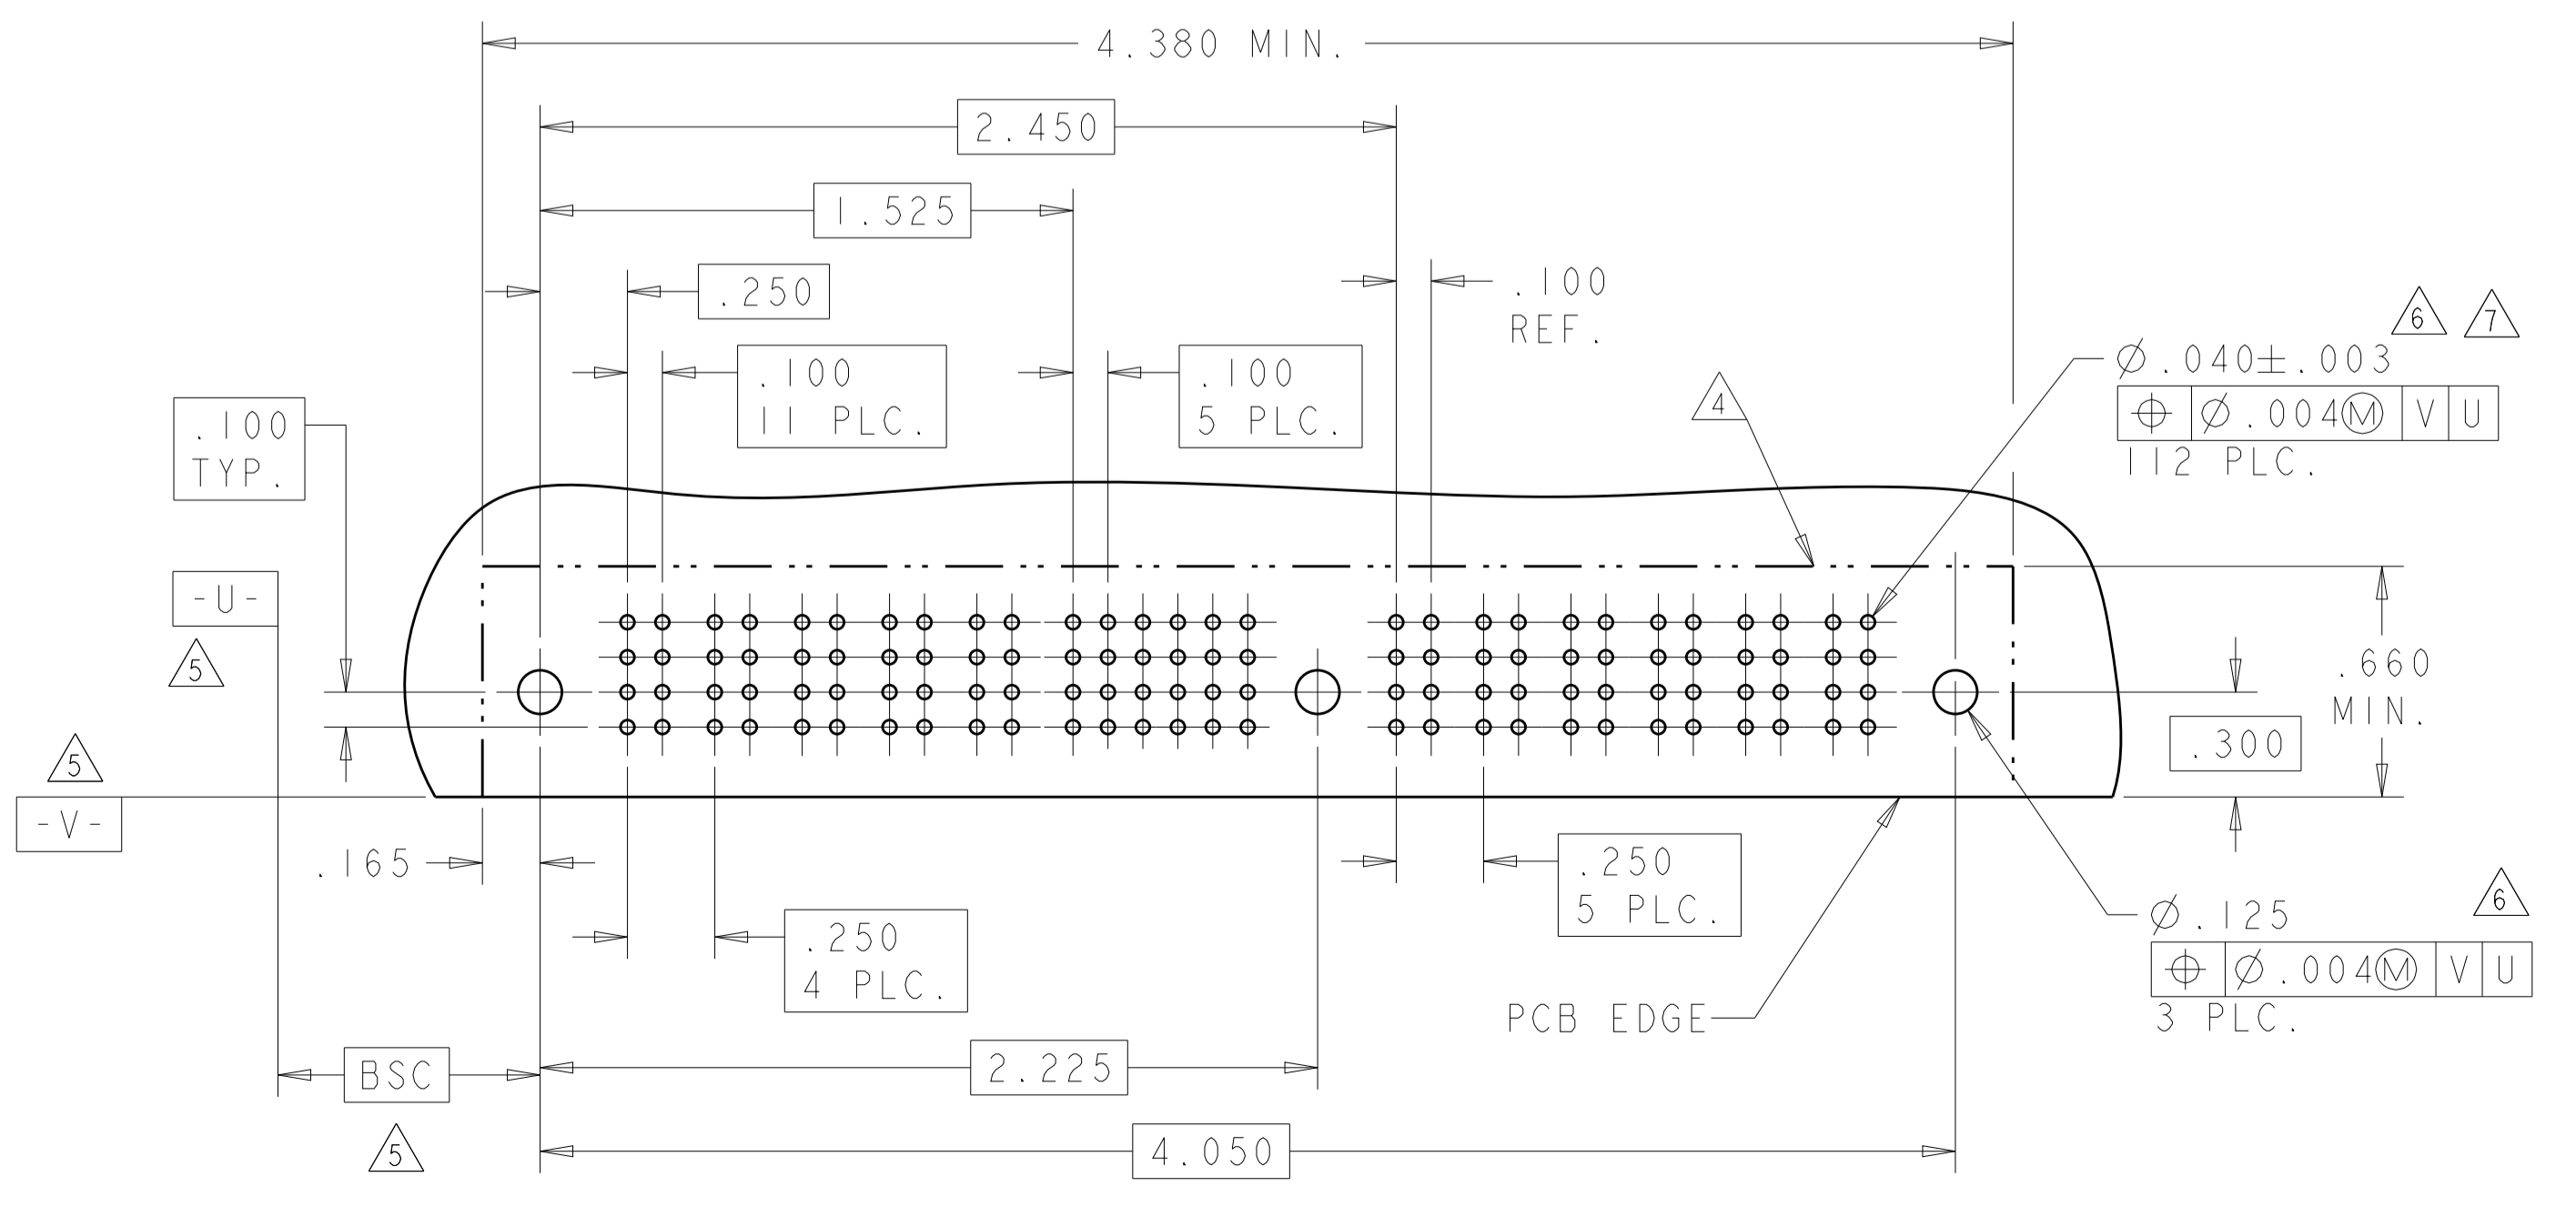 4.380 MIN.
2.450
1.525
.250
.100
REF.
.100
11 PLC.
.100
5 PLC.
.100
TYP.
4
6
7
Ø.040±.003
⌖ Ø.004Ⓜ V U
112 PLC.
-U-
5
5
-V-
.660
MIN.
.300
.165
.250
5 PLC.
.250
4 PLC.
6
Ø.125
⌖ Ø.004Ⓜ V U
3 PLC.
PCB EDGE
BSC
5
2.225
4.050